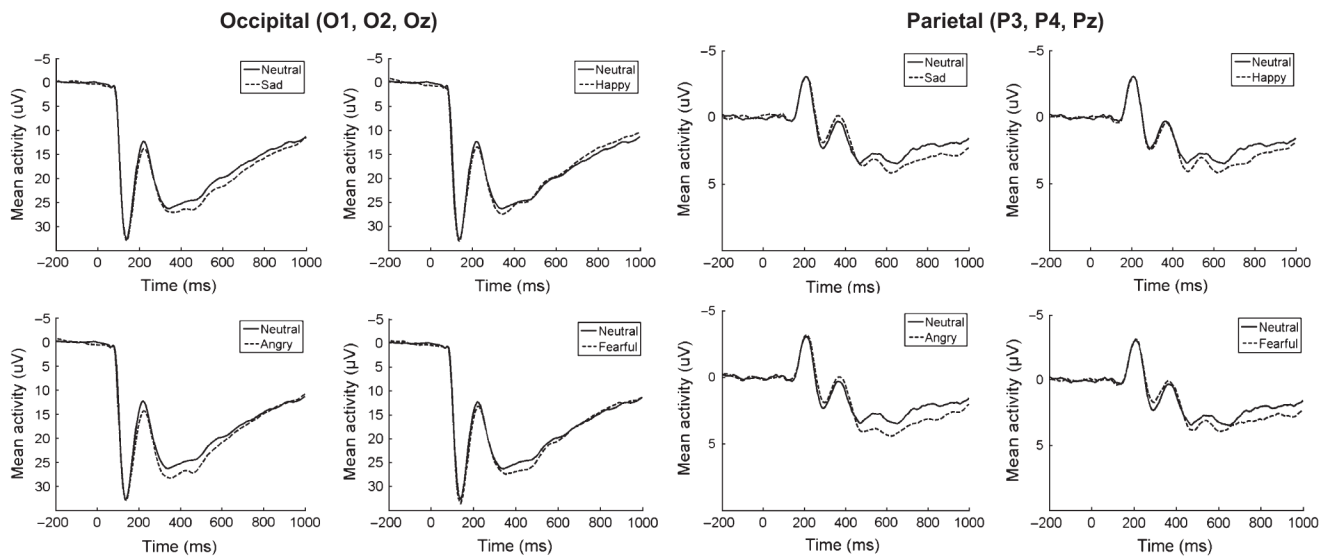 Occipital (O1, O2, Oz)
Parietal (P3, P4, Pz)
Mean activity (uV)
−5
0
5
10
15
20
25
30
Neutral
Sad
−200 0 200 400 600 800 1000
Time (ms)
Mean activity (uV)
−5
0
5
10
15
20
25
30
Neutral
Happy
−200 0 200 400 600 800 1000
Time (ms)
Mean activity (uV)
−5
0
5
Neutral
Sad
−200 0 200 400 600 800 1000
Time (ms)
Mean activity (uV)
−5
0
5
Neutral
Happy
−200 0 200 400 600 800 1000
Time (ms)
Mean activity (uV)
−5
0
5
10
15
20
25
30
Neutral
Angry
−200 0 200 400 600 800 1000
Time (ms)
Mean activity (µV)
−5
0
5
10
15
20
25
30
Neutral
Fearful
−200 0 200 400 600 800 1000
Time (ms)
Mean activity (uV)
−5
0
5
Neutral
Angry
−200 0 200 400 600 800 1000
Time (ms)
Mean activity (µV)
−5
0
5
Neutral
Fearful
−200 0 200 400 600 800 1000
Time (ms)